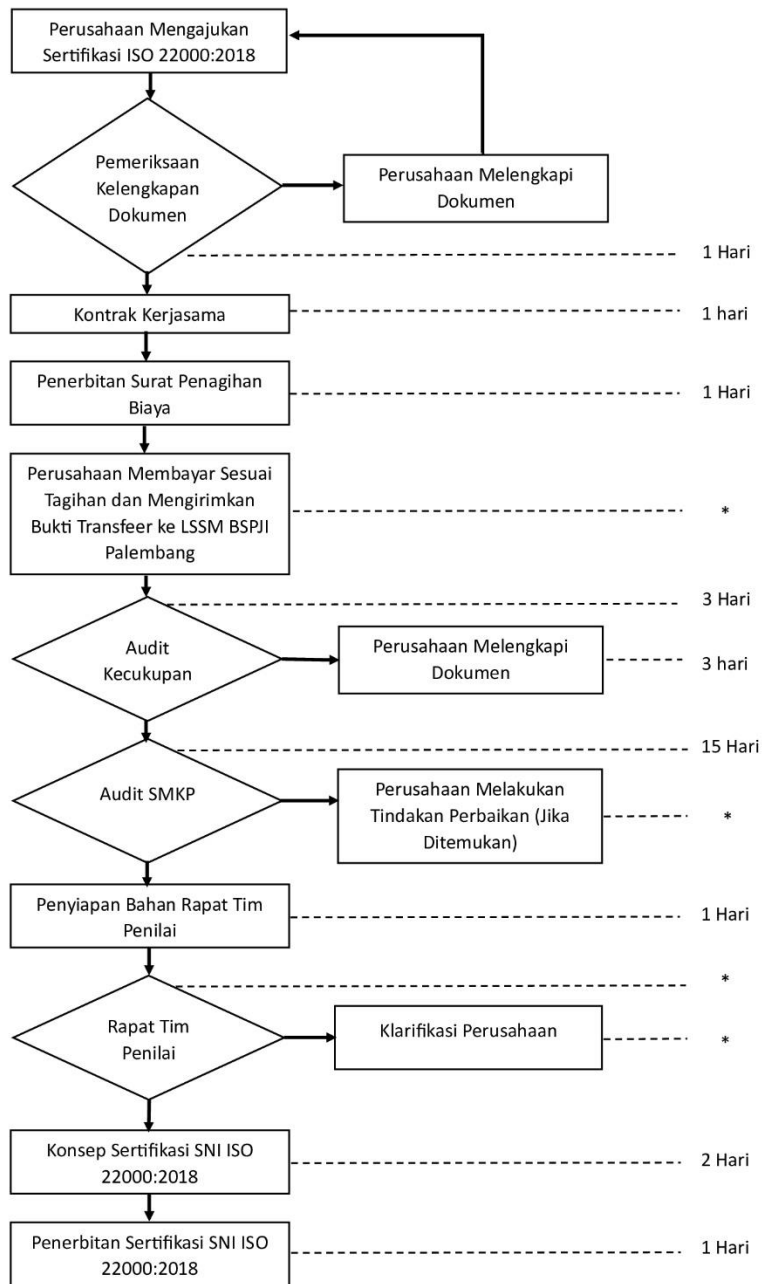 Perusahaan Mengajukan
Sertifikasi ISO 22000:2018
Pemeriksaan
Kelengkapan
Dokumen
Perusahaan Melengkapi
Dokumen
1 Hari
Kontrak Kerjasama
1 hari
Penerbitan Surat Penagihan
Biaya
1 Hari
Perusahaan Membayar Sesuai
Tagihan dan Mengirimkan
Bukti Transfeer ke LSSM BSPJI
Palembang
*
3 Hari
Audit
Kecukupan
Perusahaan Melengkapi
Dokumen
3 hari
15 Hari
Audit SMKP
Perusahaan Melakukan
Tindakan Perbaikan (Jika
Ditemukan)
*
Penyiapan Bahan Rapat Tim
Penilai
1 Hari
*
Rapat Tim
Penilai
Klarifikasi Perusahaan
*
Konsep Sertifikasi SNI ISO
22000:2018
2 Hari
Penerbitan Sertifikasi SNI ISO
22000:2018
1 Hari